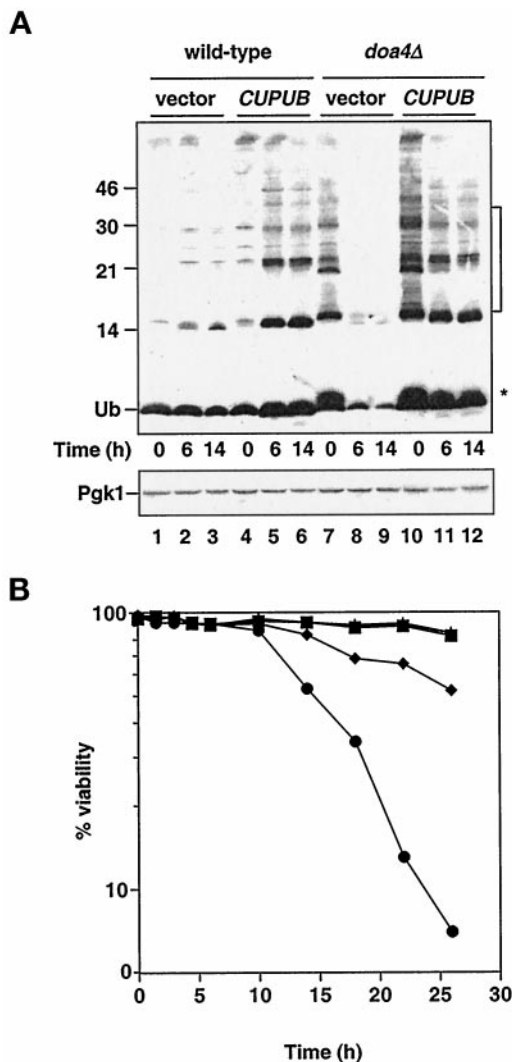 A
wild-type doa4Δ
vector CUPUB vector CUPUB
46
30
21
14
Ub
*
Time (h) 0 6 14 0 6 14 0 6 14 0 6 14
Pgk1
1 2 3 4 5 6 7 8 9 10 11 12
B
100
10
0
% viability
0 5 10 15 20 25 30
Time (h)